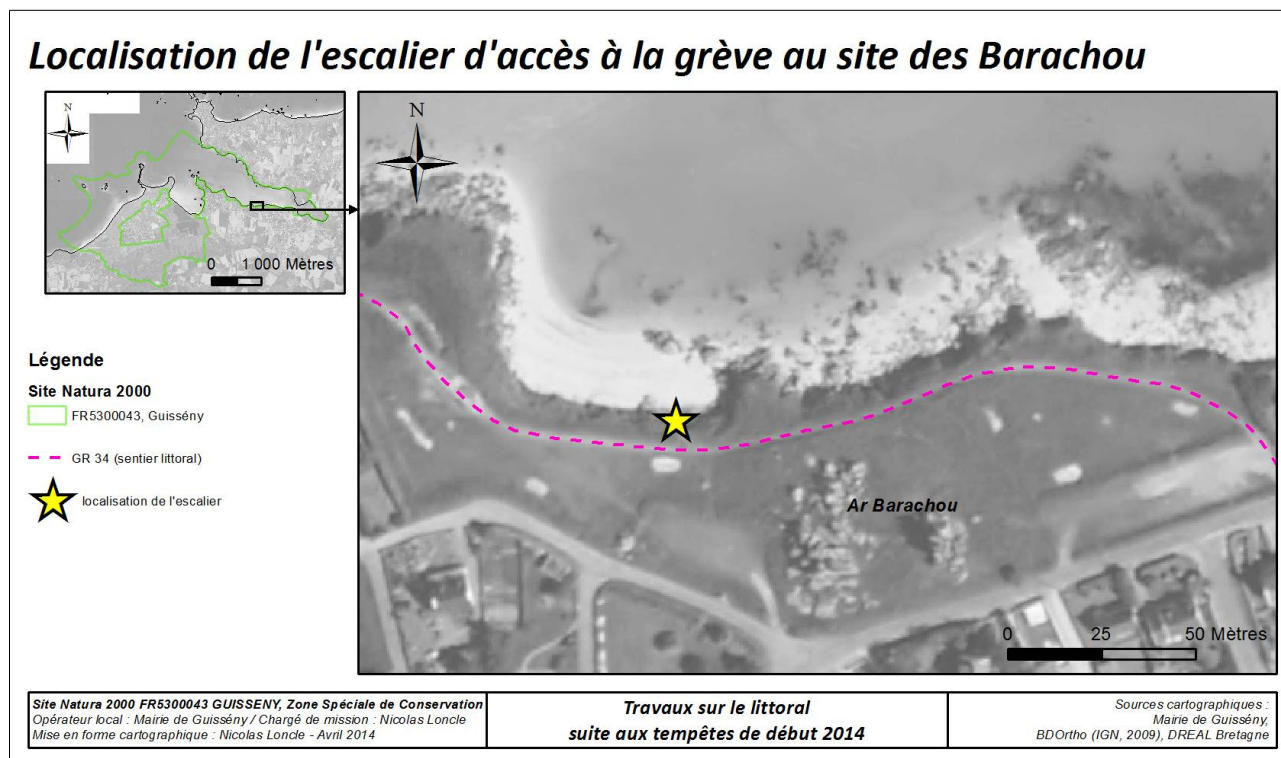 Localisation de l'escalier d'accès à la grève au site des Barachou
N
0 1 000 Mètres
N
Légende
Site Natura 2000
FR5300043, Guissény
GR 34 (sentier littoral)
localisation de l'escalier
Ar Barachou
0 25 50 Mètres
Site Natura 2000 FR5300043 GUISSENY, Zone Spéciale de Conservation
Opérateur local : Mairie de Guissény / Chargé de mission : Nicolas Loncle
Mise en forme cartographique : Nicolas Loncle - Avril 2014
Travaux sur le littoral
suite aux tempêtes de début 2014
Sources cartographiques :
Mairie de Guissény,
BDOrtho (IGN, 2009), DREAL Bretagne